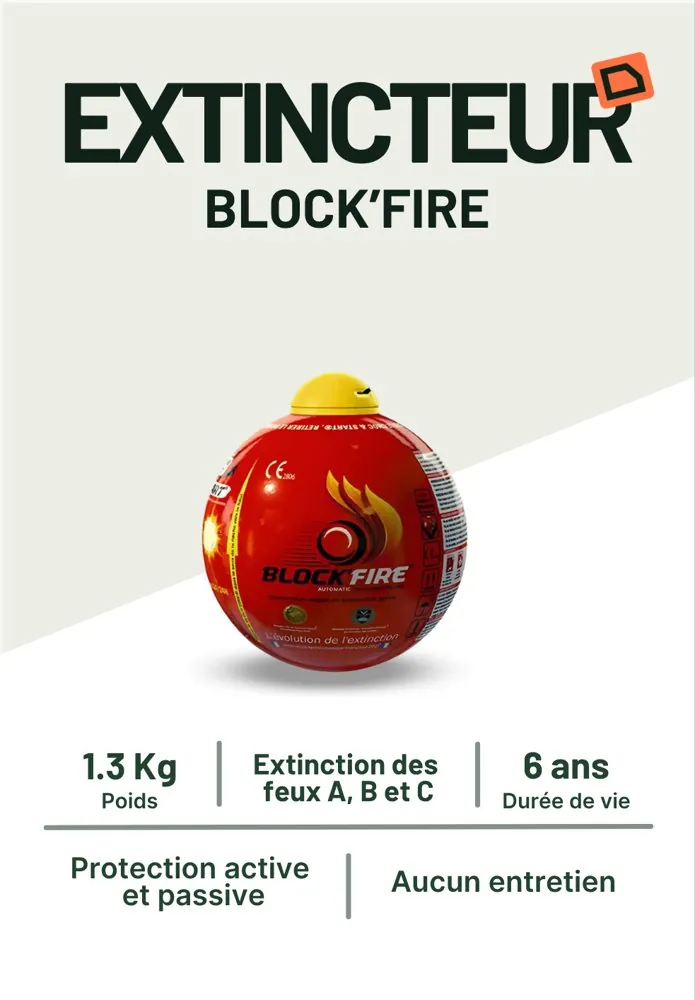 EXTINCTEUR
BLOCK'FIRE
CE 2806
BLOCK'FIRE
AUTOMATIC
L'évolution de l'extinction
1.3 Kg
Poids
Extinction des
feux A, B et C
6 ans
Durée de vie
Protection active
et passive
Aucun entretien